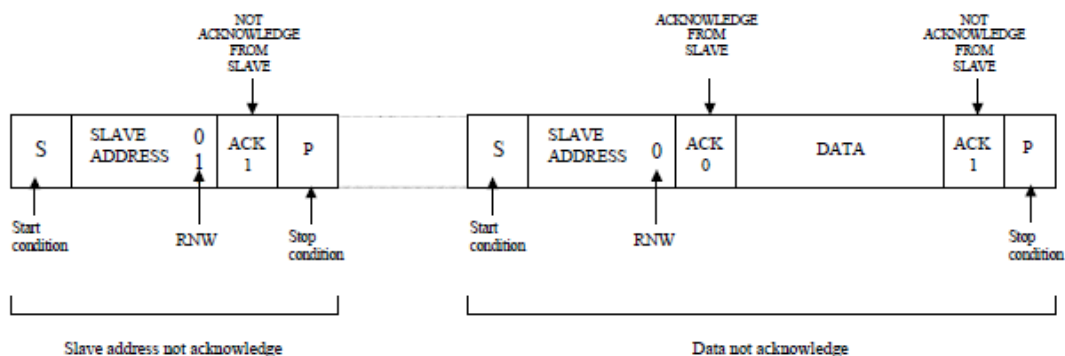 NOT
ACKNOWLEDGE
FROM
SLAVE
ACKNOWLEDGE
FROM
SLAVE
NOT
ACKNOWLEDGE
FROM
SLAVE
S
SLAVE
ADDRESS
0
1
ACK
1
P
S
SLAVE
ADDRESS
0
ACK
0
DATA
ACK
1
P
Start
condition
RNW
Stop
condition
Start
condition
RNW
Stop
condition
Slave address not acknowledge
Data not acknowledge